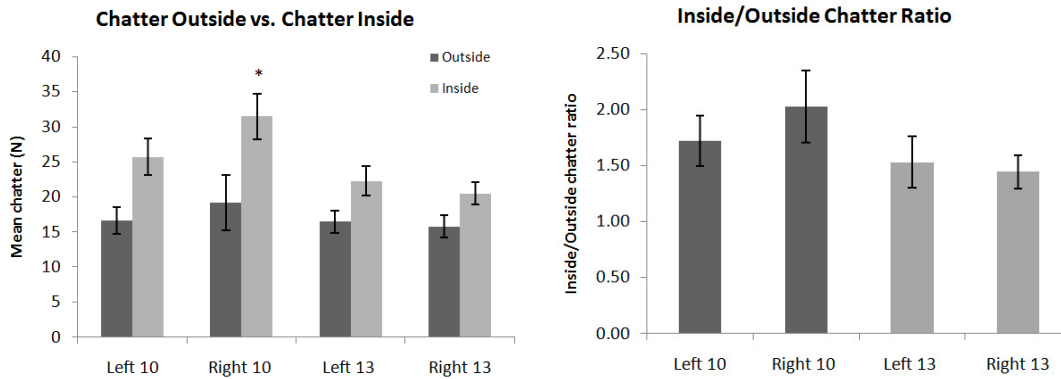 Chatter Outside vs. Chatter Inside
Mean chatter (N)
40
35
30
25
20
15
10
5
0
*
Outside
Inside
Left 10
Right 10
Left 13
Right 13
Inside/Outside Chatter Ratio
Inside/Outside chatter ratio
2.50
2.00
1.50
1.00
0.50
0.00
Left 10
Right 10
Left 13
Right 13